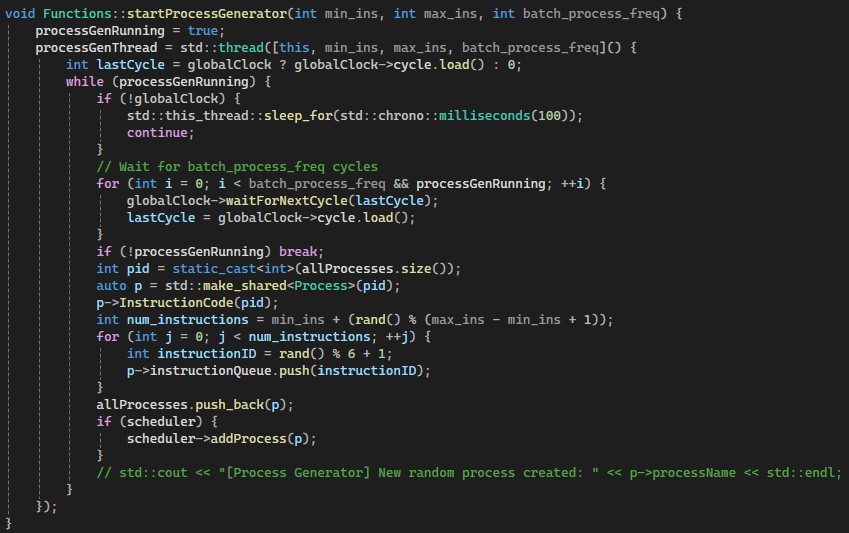 void Functions::startProcessGenerator(int min_ins, int max_ins, int batch_process_freq) {
    processGenRunning = true;
    processGenThread = std::thread([this, min_ins, max_ins, batch_process_freq]() {
        int lastCycle = globalClock ? globalClock->cycle.load() : 0;
        while (processGenRunning) {
            if (!globalClock) {
                std::this_thread::sleep_for(std::chrono::milliseconds(100));
                continue;
            }
            // Wait for batch_process_freq cycles
            for (int i = 0; i < batch_process_freq && processGenRunning; ++i) {
                globalClock->waitForNextCycle(lastCycle);
                lastCycle = globalClock->cycle.load();
            }
            if (!processGenRunning) break;
            int pid = static_cast<int>(allProcesses.size());
            auto p = std::make_shared<Process>(pid);
            p->InstructionCode(pid);
            int num_instructions = min_ins + (rand() % (max_ins - min_ins + 1));
            for (int j = 0; j < num_instructions; ++j) {
                int instructionID = rand() % 6 + 1;
                p->instructionQueue.push(instructionID);
            }
            allProcesses.push_back(p);
            if (scheduler) {
                scheduler->addProcess(p);
            }
            // std::cout << "[Process Generator] New random process created: " << p->processName << std::endl;
        }
    });
}